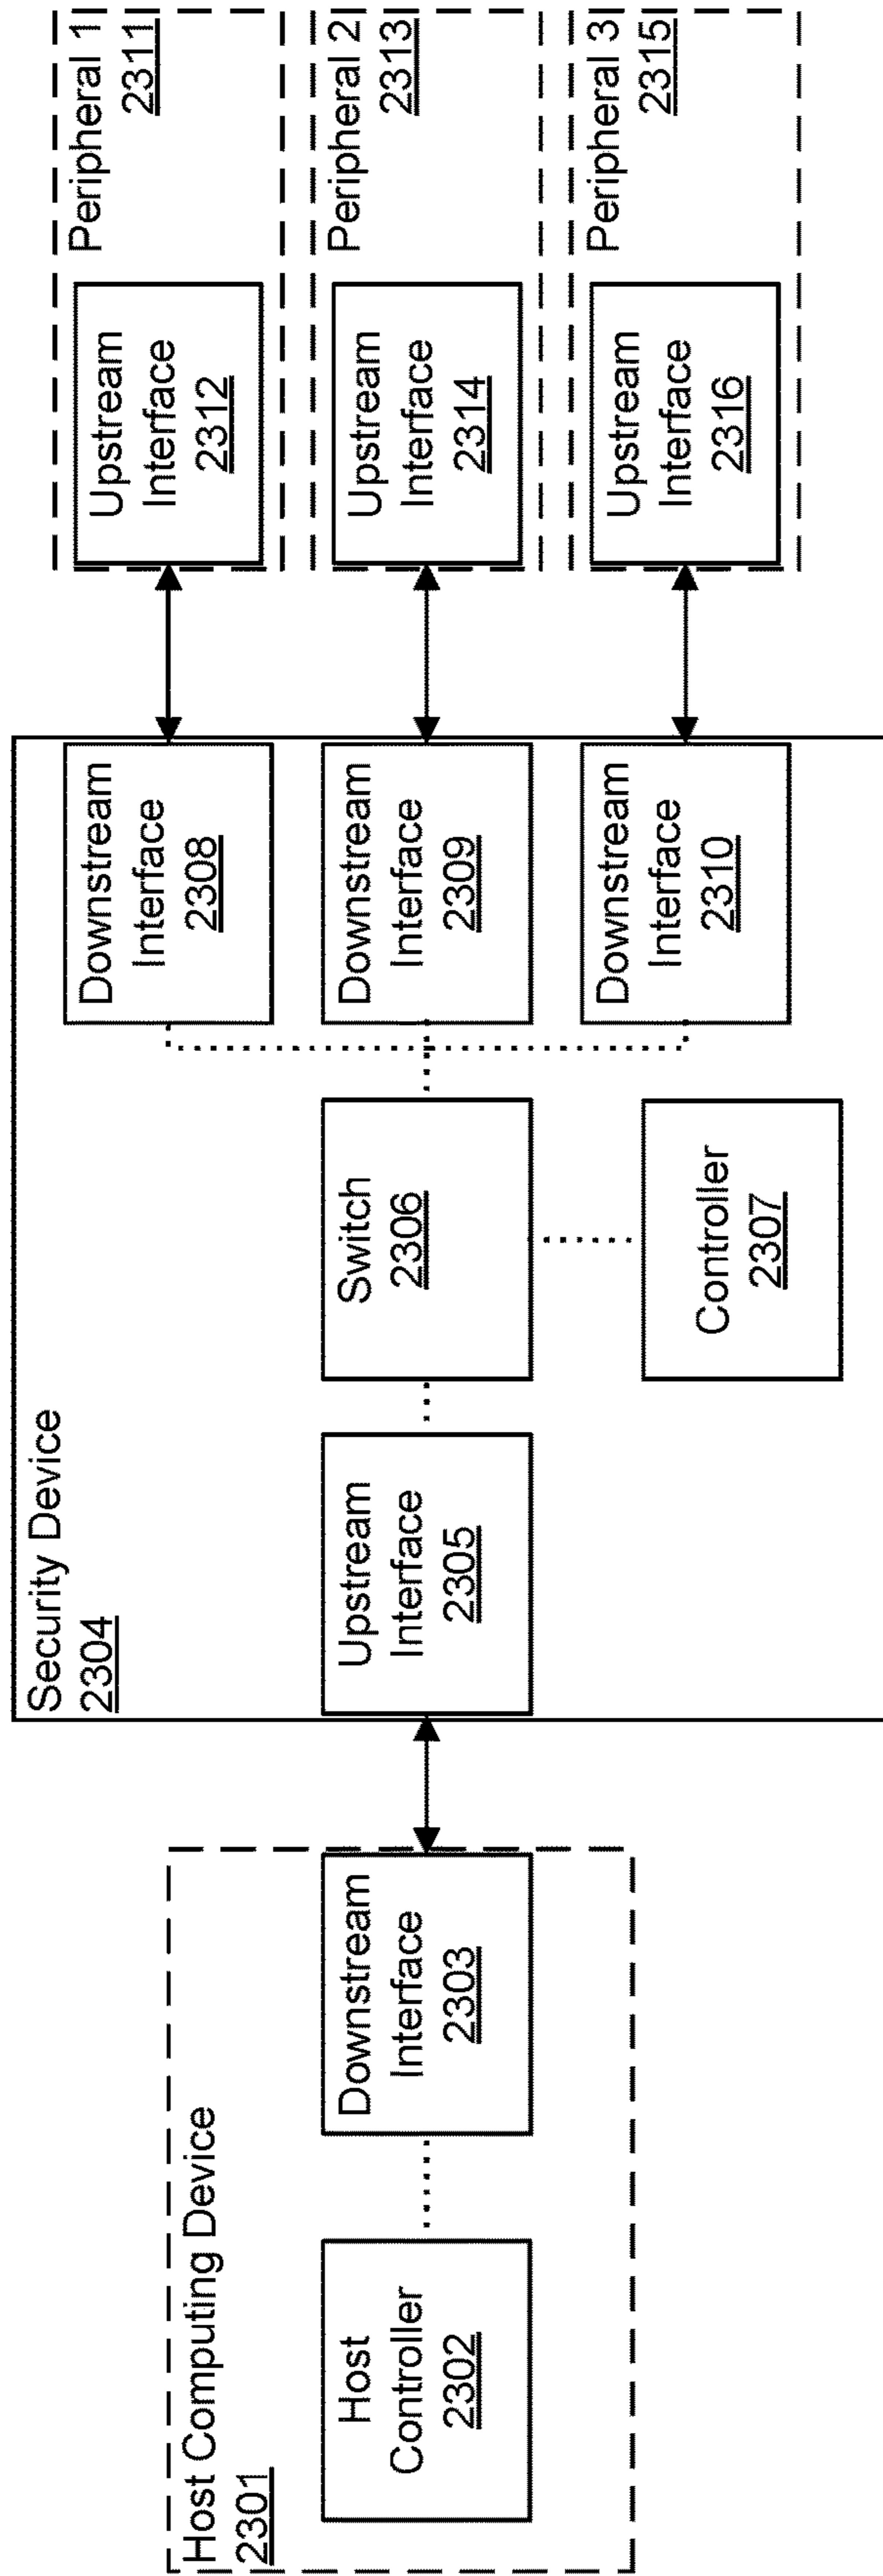 Host Computing Device
2301
Host
Controller
2302
Downstream
Interface
2303
Security Device
2304
Upstream
Interface
2305
Switch
2306
Controller
2307
Downstream
Interface
2308
Downstream
Interface
2309
Downstream
Interface
2310
Peripheral 1
2311
Upstream
Interface
2312
Peripheral 2
2313
Upstream
Interface
2314
Peripheral 3
2315
Upstream
Interface
2316